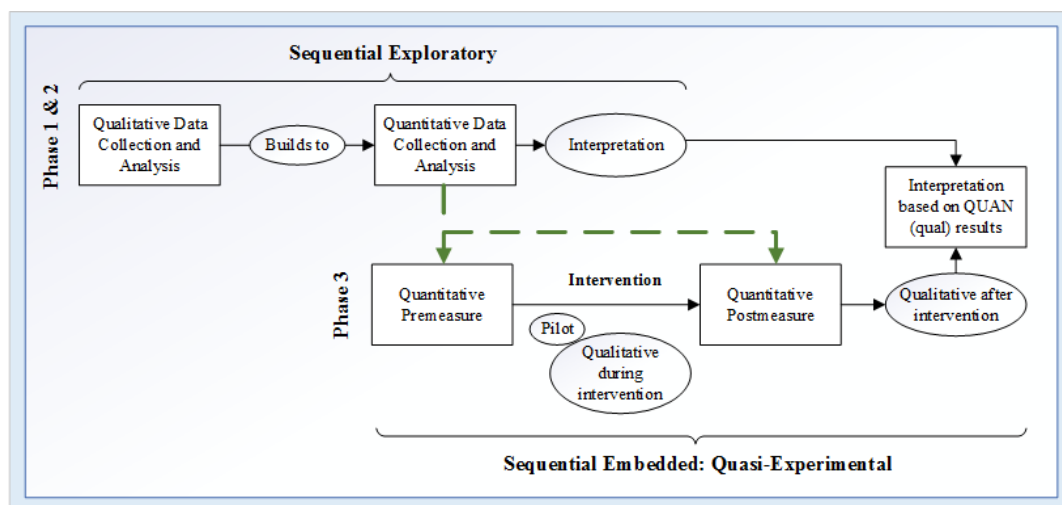 Sequential Exploratory
Phase 1 & 2
Qualitative Data
Collection and
Analysis
Builds to
Quantitative Data
Collection and
Analysis
Interpretation
Interpretation
based on QUAN
(qual) results
Phase 3
Quantitative
Premeasure
Intervention
Pilot
Qualitative
during
intervention
Quantitative
Postmeasure
Qualitative after
intervention
Sequential Embedded: Quasi-Experimental